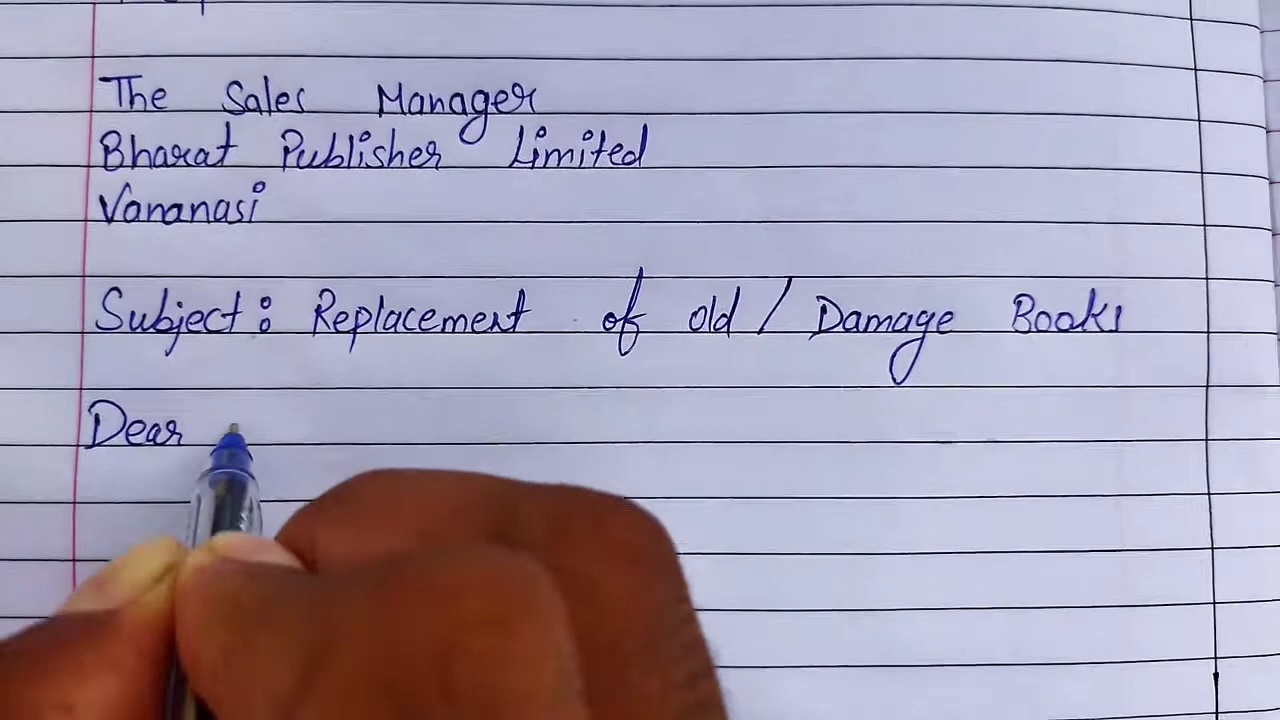 The Sales Manager
Bharat Publisher Limited
Varanasi
Subject: Replacement of old / Damage Books
Dear